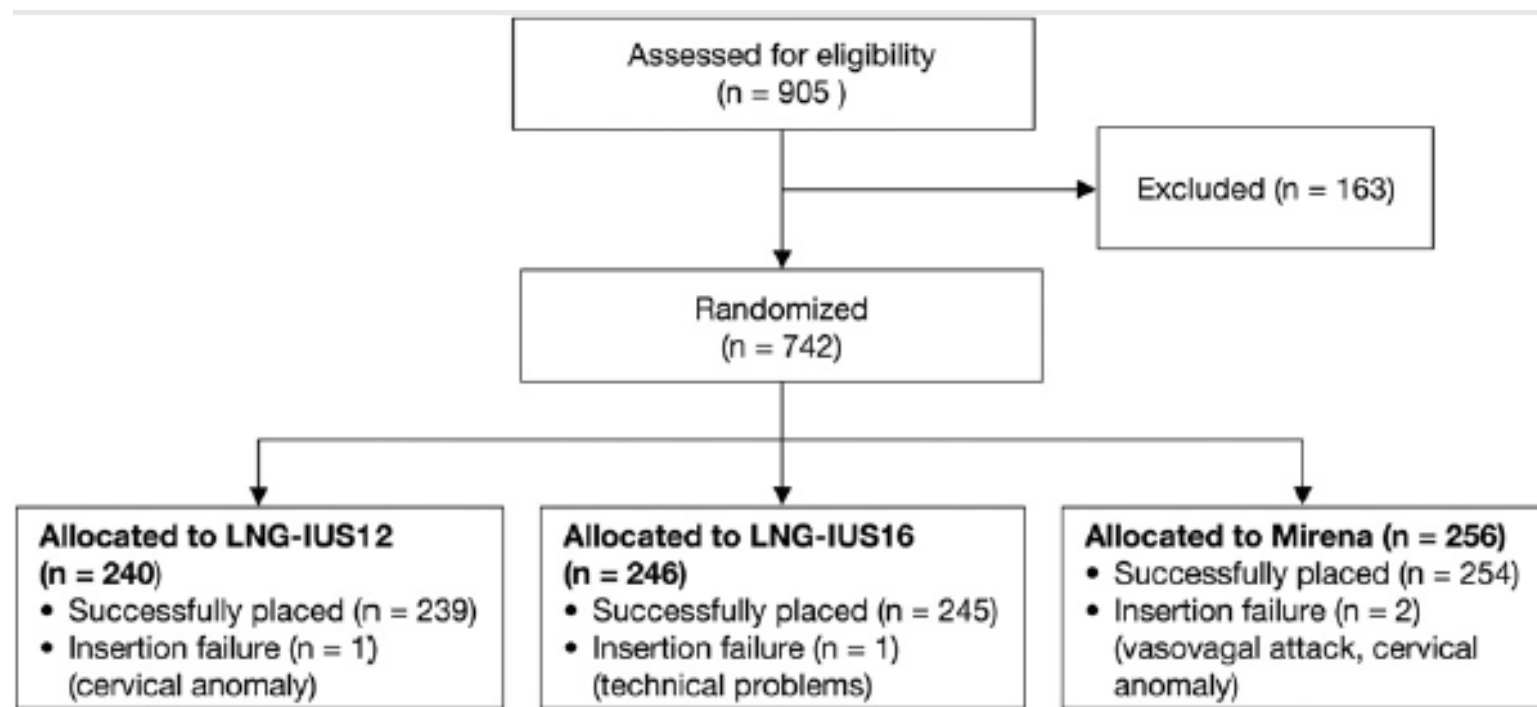 Assessed for eligibility
(n = 905 )
Excluded (n = 163)
Randomized
(n = 742)
Allocated to LNG-IUS12
(n = 240)
• Successfully placed (n = 239)
• Insertion failure (n = 1)
(cervical anomaly)
Allocated to LNG-IUS16
(n = 246)
• Successfully placed (n = 245)
• Insertion failure (n = 1)
(technical problems)
Allocated to Mirena (n = 256)
• Successfully placed (n = 254)
• Insertion failure (n = 2)
(vasovagal attack, cervical
anomaly)